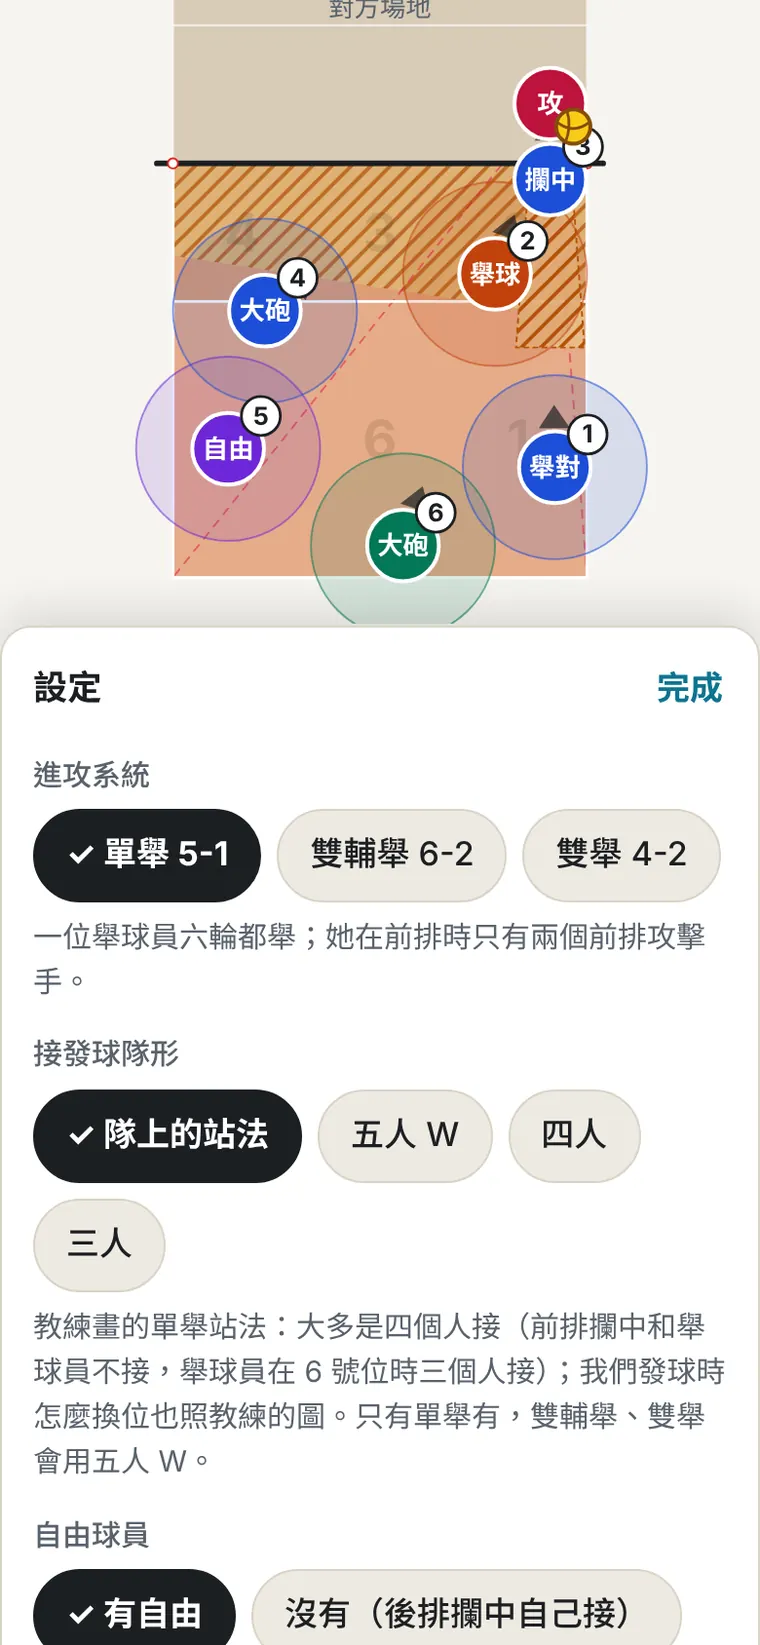 對方場地
攻
3
攔中
4
3
2
舉球
4
大砲
5
自由
6
1
1
舉對
6
大砲
設定
完成
進攻系統
✓ 單舉 5-1
雙輔舉 6-2
雙舉 4-2
一位舉球員六輪都舉；她在前排時只有兩個前排攻擊
手。
接發球隊形
✓ 隊上的站法
五人 W
四人
三人
教練畫的單舉站法：大多是四個人接（前排攔中和舉
球員不接，舉球員在 6 號位時三個人接）；我們發球時
怎麼換位也照教練的圖。只有單舉有，雙輔舉、雙舉
會用五人 W。
自由球員
✓ 有自由
沒有（後排攔中自己接）